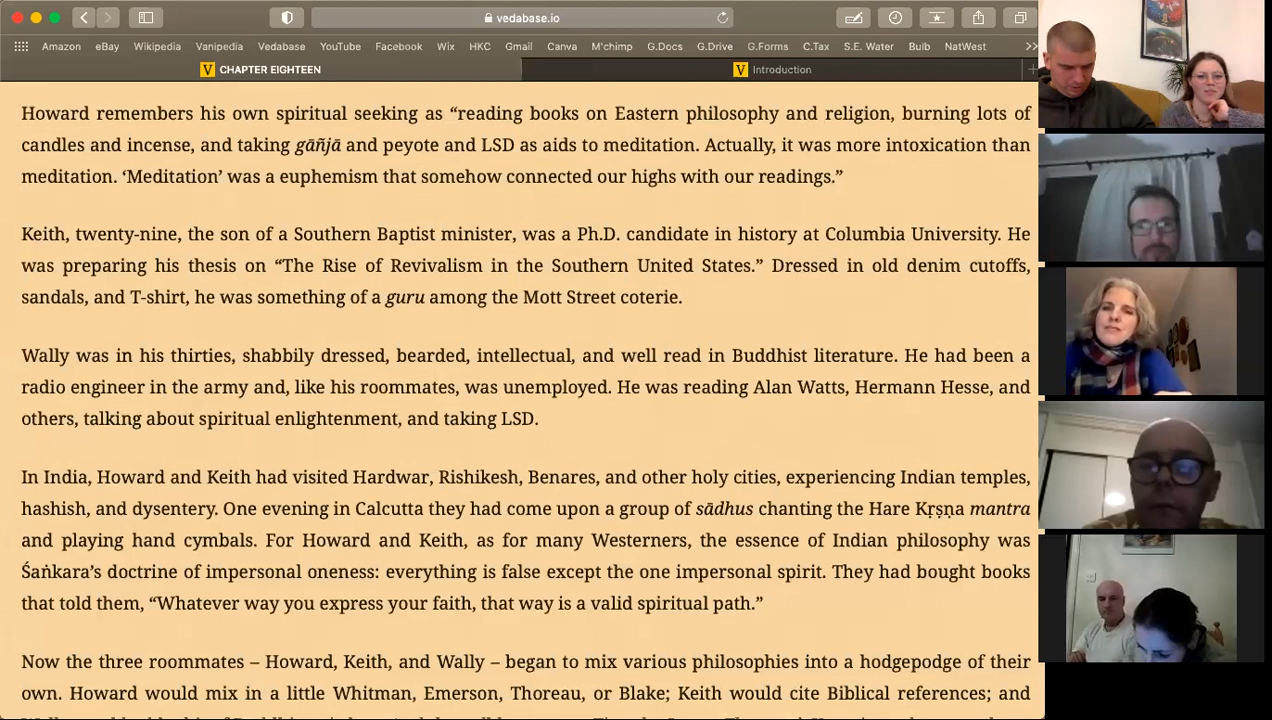 vedabase.io
Amazon eBay Wikipedia Vanipedia Vedabase YouTube Facebook Wix HKC Gmail Canva M'chimp G.Docs G.Drive G.Forms C.Tax S.E. Water Bulb NatWest >>
V CHAPTER EIGHTEEN V Introduction +
Howard remembers his own spiritual seeking as “reading books on Eastern philosophy and religion, burning lots of
candles and incense, and taking gāñjā and peyote and LSD as aids to meditation. Actually, it was more intoxication than
meditation. ‘Meditation’ was a euphemism that somehow connected our highs with our readings.”
Keith, twenty-nine, the son of a Southern Baptist minister, was a Ph.D. candidate in history at Columbia University. He
was preparing his thesis on “The Rise of Revivalism in the Southern United States.” Dressed in old denim cutoffs,
sandals, and T-shirt, he was something of a guru among the Mott Street coterie.
Wally was in his thirties, shabbily dressed, bearded, intellectual, and well read in Buddhist literature. He had been a
radio engineer in the army and, like his roommates, was unemployed. He was reading Alan Watts, Hermann Hesse, and
others, talking about spiritual enlightenment, and taking LSD.
In India, Howard and Keith had visited Hardwar, Rishikesh, Benares, and other holy cities, experiencing Indian temples,
hashish, and dysentery. One evening in Calcutta they had come upon a group of sādhus chanting the Hare Kṛṣṇa mantra
and playing hand cymbals. For Howard and Keith, as for many Westerners, the essence of Indian philosophy was
Śaṅkara’s doctrine of impersonal oneness: everything is false except the one impersonal spirit. They had bought books
that told them, “Whatever way you express your faith, that way is a valid spiritual path.”
Now the three roommates – Howard, Keith, and Wally – began to mix various philosophies into a hodgepodge of their
own. Howard would mix in a little Whitman, Emerson, Thoreau, or Blake; Keith would cite Biblical references; and